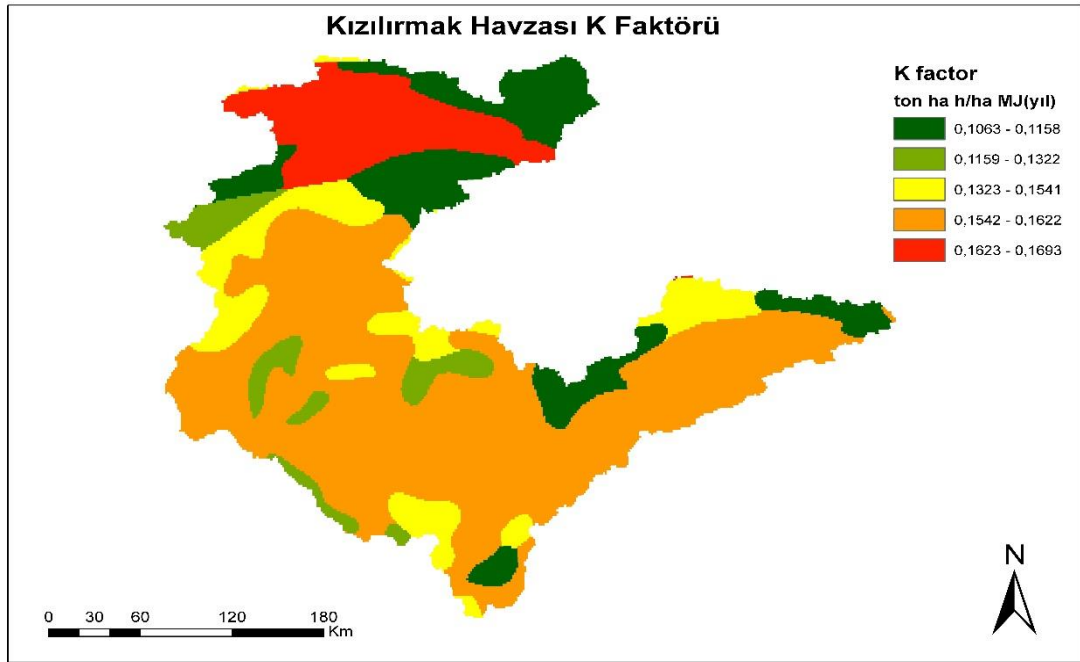 Kızılırmak Havzası K Faktörü
K factor
ton ha h/ha MJ(yıl)
0,1063 - 0,1158
0,1159 - 0,1322
0,1323 - 0,1541
0,1542 - 0,1622
0,1623 - 0,1693
N
0 30 60 120 180
Km